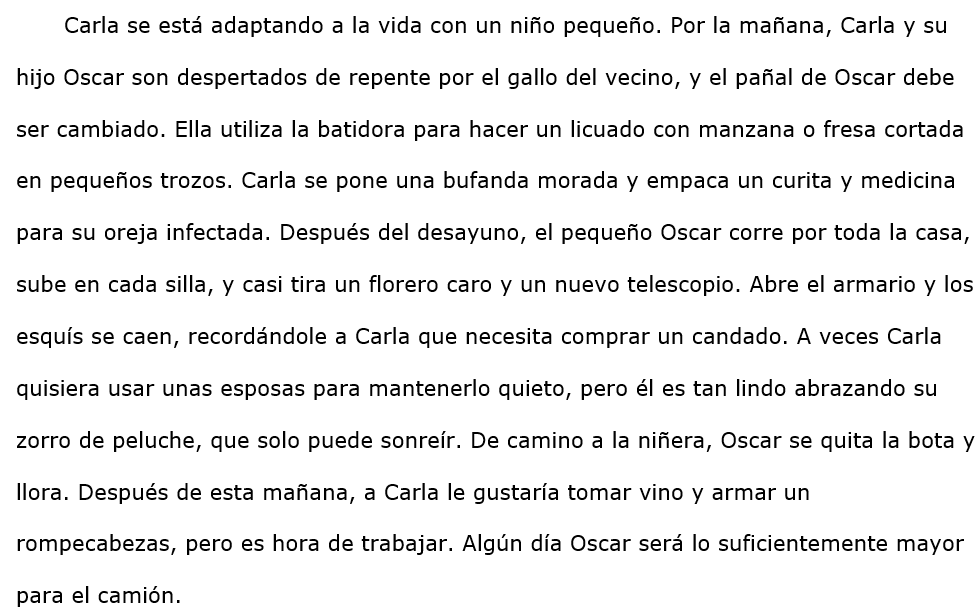 Carla se está adaptando a la vida con un niño pequeño. Por la mañana, Carla y su
hijo Oscar son despertados de repente por el gallo del vecino, y el pañal de Oscar debe
ser cambiado. Ella utiliza la batidora para hacer un licuado con manzana o fresa cortada
en pequeños trozos. Carla se pone una bufanda morada y empaca un curita y medicina
para su oreja infectada. Después del desayuno, el pequeño Oscar corre por toda la casa,
sube en cada silla, y casi tira un florero caro y un nuevo telescopio. Abre el armario y los
esquís se caen, recordándole a Carla que necesita comprar un candado. A veces Carla
quisiera usar unas esposas para mantenerlo quieto, pero él es tan lindo abrazando su
zorro de peluche, que solo puede sonreír. De camino a la niñera, Oscar se quita la bota y
llora. Después de esta mañana, a Carla le gustaría tomar vino y armar un
rompecabezas, pero es hora de trabajar. Algún día Oscar será lo suficientemente mayor
para el camión.